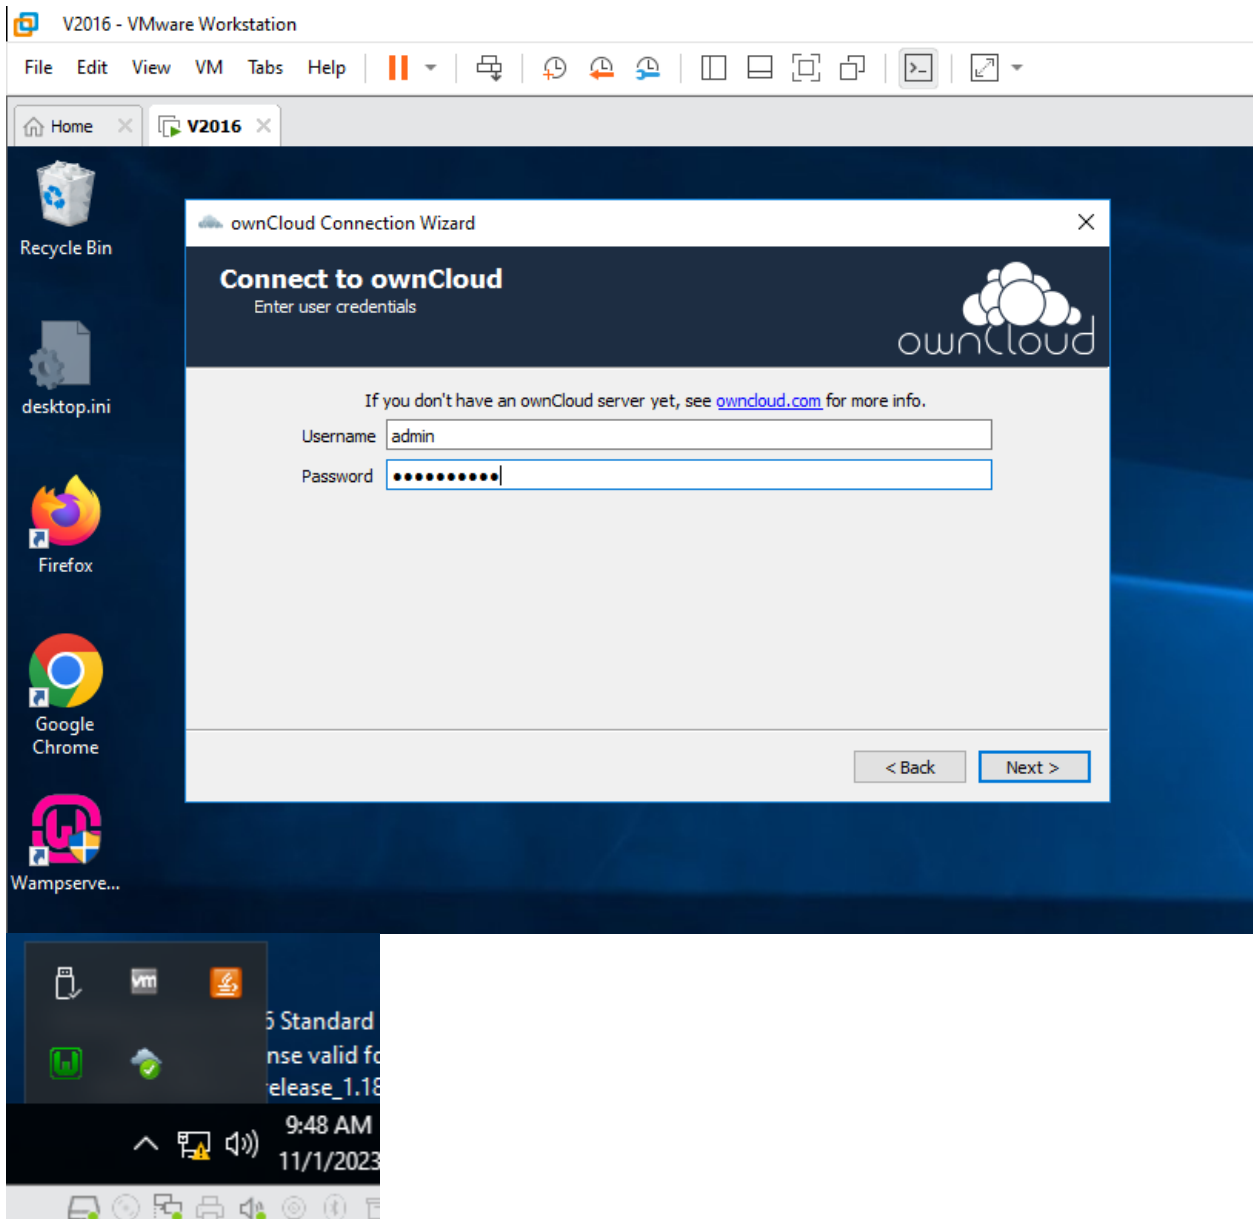 V2016 - VMware Workstation
File Edit View VM Tabs Help
Home V2016
Recycle Bin
ownCloud Connection Wizard
Connect to ownCloud
Enter user credentials
ownCloud
desktop.ini
If you don't have an ownCloud server yet, see owncloud.com for more info.
Username admin
Password ●●●●●●●●●●
Firefox
Google
Chrome
< Back Next >
Wampserve...
vm
5 Standard
nse valid fo
elease_1.18
9:48 AM
11/1/2023